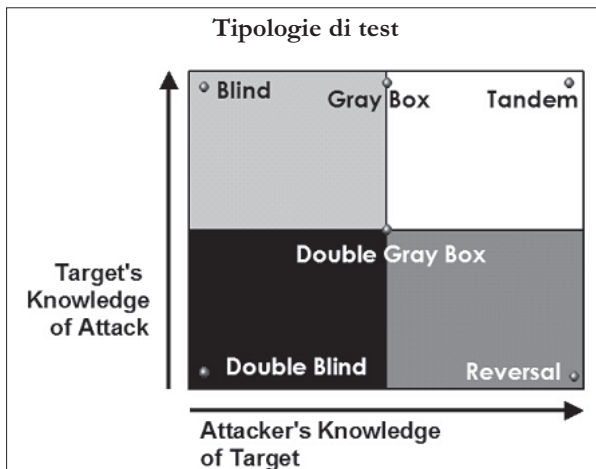 Tipologie di test
Blind
Gray Box
Tandem
Target's
Knowledge
of Attack
Double Gray Box
Double Blind
Reversal
Attacker's Knowledge
of Target